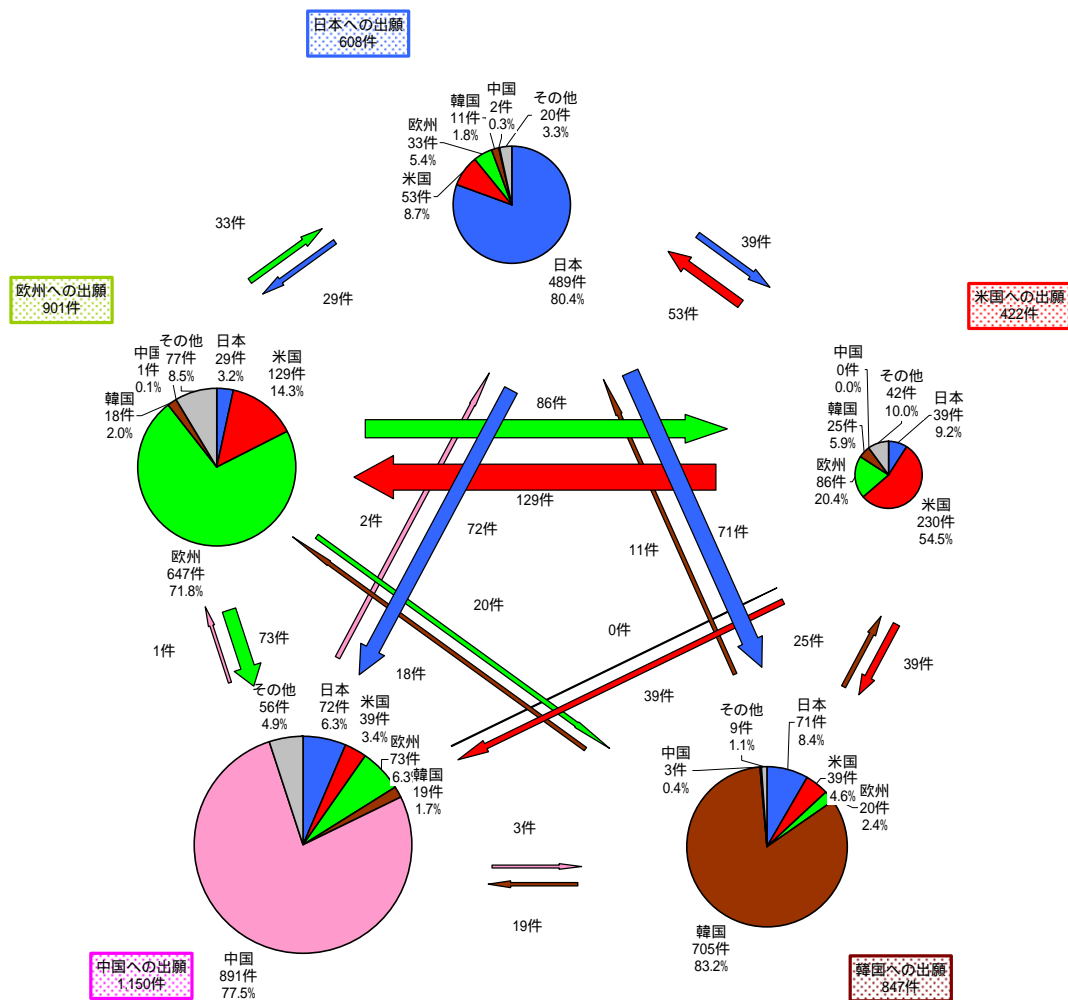 日本への出願
608件
中国
2件
0.3%
韓国
11件
1.8%
その他
20件
3.3%
欧州
33件
5.4%
米国
53件
8.7%
日本
489件
80.4%
33件
29件
39件
53件
欧州への出願
901件
米国への出願
422件
中国
1件
0.1%
その他
77件
8.5%
日本
29件
3.2%
米国
129件
14.3%
韓国
18件
2.0%
欧州
647件
71.8%
中国
0件
0.0%
その他
42件
10.0%
日本
39件
9.2%
韓国
25件
5.9%
欧州
86件
20.4%
米国
230件
54.5%
86件
129件
2件
72件
71件
11件
20件
0件
18件
39件
1件
73件
25件
39件
その他
56件
4.9%
日本
72件
6.3%
米国
39件
3.4%
欧州
73件
6.3%
韓国
19件
1.7%
中国
891件
77.5%
その他
9件
1.1%
日本
71件
8.4%
中国
3件
0.4%
米国
39件
4.6%
欧州
20件
2.4%
韓国
705件
83.2%
3件
19件
中国への出願
1,150件
韓国への出願
847件